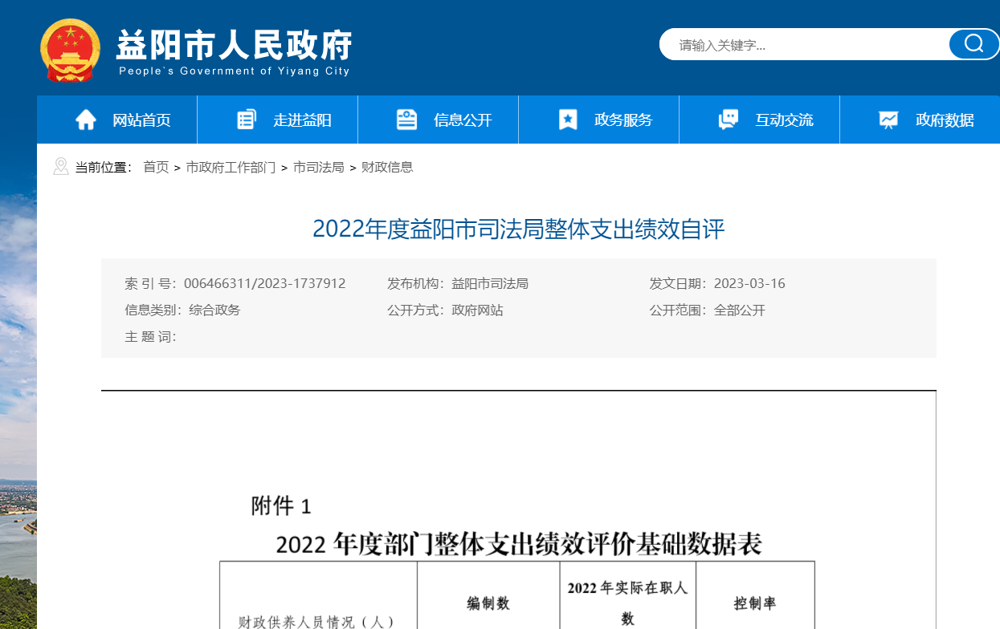 益阳市人民政府
People`s Government of Yiyang City
请输入关键字...
网站首页 走进益阳 信息公开 政务服务 互动交流 政府数据
当前位置： 首页 > 市政府工作部门 > 市司法局 > 财政信息
2022年度益阳市司法局整体支出绩效自评
索 引 号：006466311/2023-1737912 发布机构：益阳市司法局 发文日期：2023-03-16
信息类别：综合政务 公开方式：政府网站 公开范围：全部公开
主 题 词：
附件 1
2022 年度部门整体支出绩效评价基础数据表
财政供养人员情况（人） 编制数 2022 年实际在职人
数 控制率